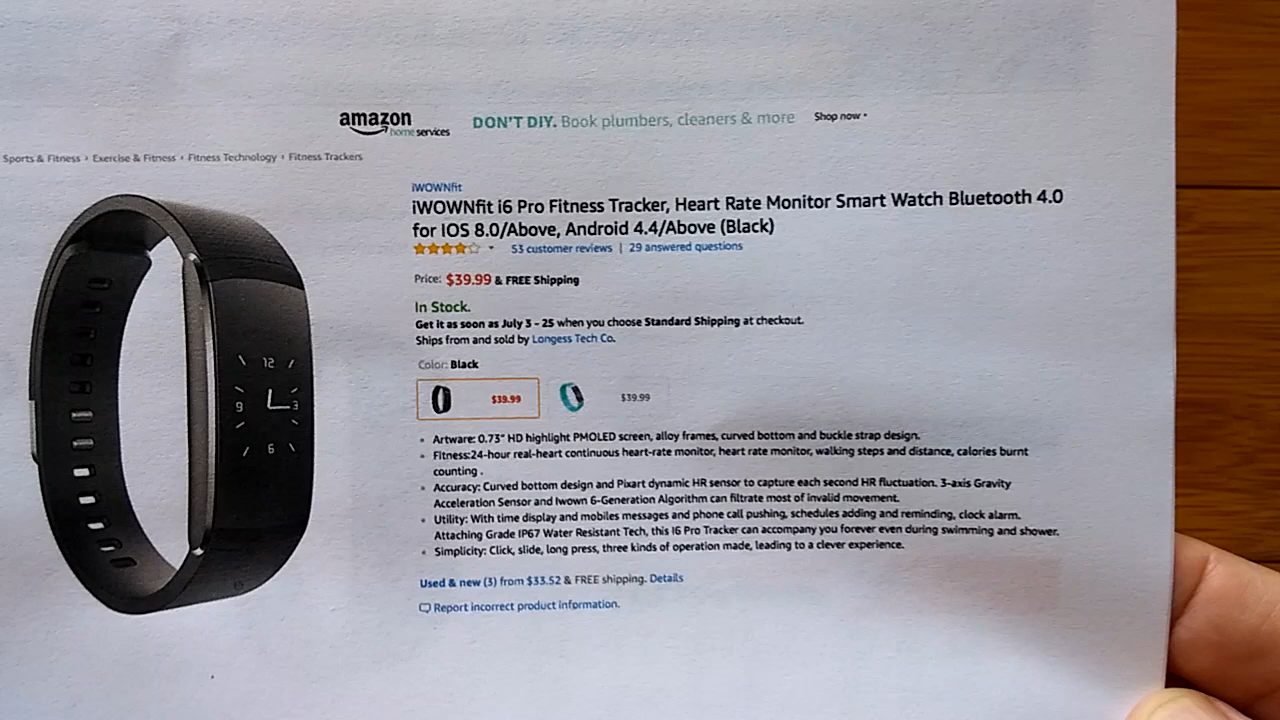 amazon
home services
DON'T DIY. Book plumbers, cleaners & more
Shop now ▸
Sports & Fitness › Exercise & Fitness › Fitness Technology › Fitness Trackers
iWOWNfit
iWOWNfit i6 Pro Fitness Tracker, Heart Rate Monitor Smart Watch Bluetooth 4.0
for IOS 8.0/Above, Android 4.4/Above (Black)
53 customer reviews | 29 answered questions
Price: $39.99 & FREE Shipping
In Stock.
Get it as soon as July 3 - 25 when you choose Standard Shipping at checkout.
Ships from and sold by Longess Tech Co.
Color: Black
$39.99 $39.99
• Artware: 0.73" HD highlight PMOLED screen, alloy frames, curved bottom and buckle strap design.
• Fitness:24-hour real-heart continuous heart-rate monitor, heart rate monitor, walking steps and distance, calories burnt
counting .
• Accuracy: Curved bottom design and Pixart dynamic HR sensor to capture each second HR fluctuation. 3-axis Gravity
Acceleration Sensor and Iwown 6-Generation Algorithm can filtrate most of invalid movement.
• Utility: With time display and mobiles messages and phone call pushing, schedules adding and reminding, clock alarm.
Attaching Grade IP67 Water Resistant Tech, this I6 Pro Tracker can accompany you forever even during swimming and shower.
• Simplicity: Click, slide, long press, three kinds of operation made, leading to a clever experience.
Used & new (3) from $33.52 & FREE shipping. Details
Report incorrect product information.
12
9 3
6